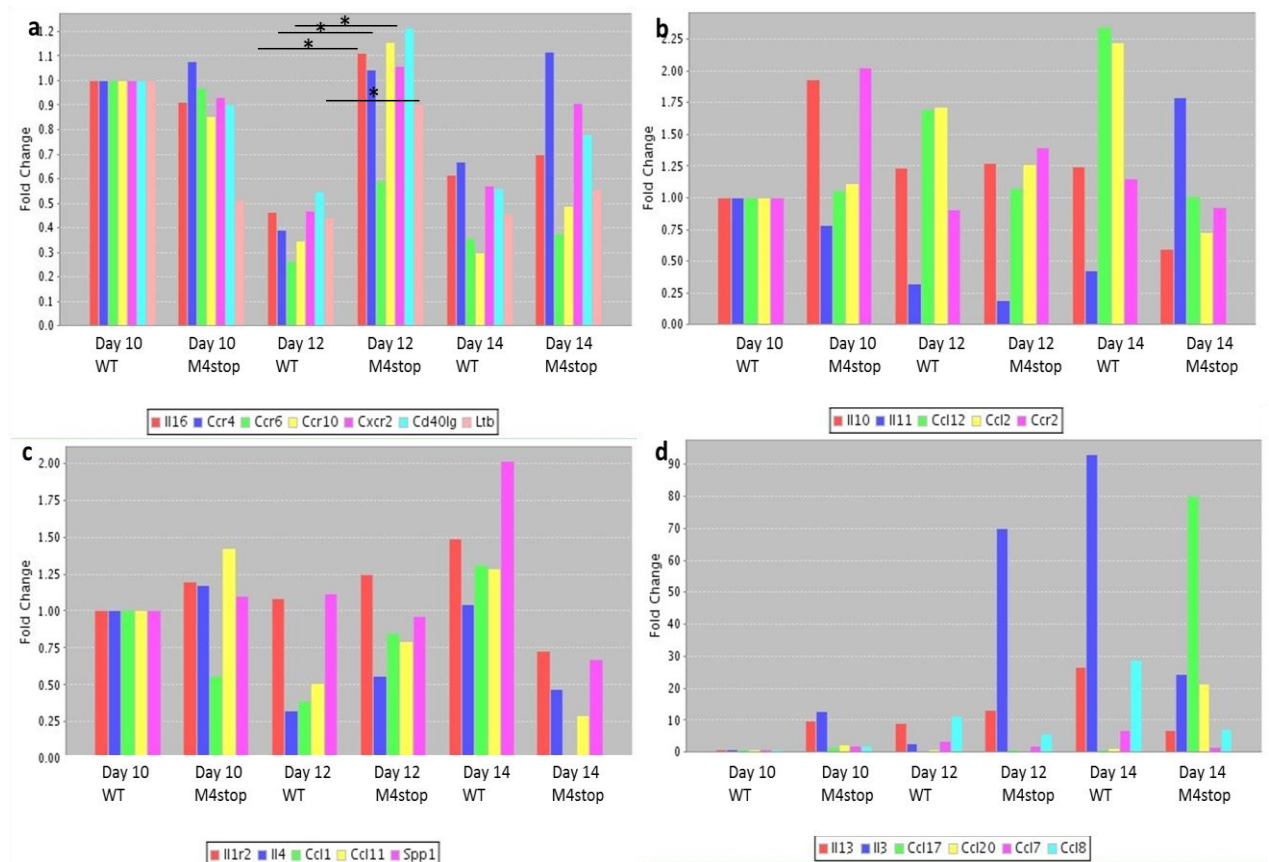 a
*
*
*
*
Fold Change
1.2
1.1
1.0
0.9
0.8
0.7
0.6
0.5
0.4
0.3
0.2
0.1
0.0
Day 10 Day 10 Day 12 Day 12 Day 14 Day 14
WT M4stop WT M4stop WT M4stop
Il16 Ccr4 Ccr6 Ccr10 Cxcr2 Cd40lg Ltb
b
Fold Change
2.25
2.00
1.75
1.50
1.25
1.00
0.75
0.50
0.25
0.00
Day 10 Day 10 Day 12 Day 12 Day 14 Day 14
WT M4stop WT M4stop WT M4stop
Il10 Il11 Ccl12 Ccl2 Ccr2
c
Fold Change
2.00
1.75
1.50
1.25
1.00
0.75
0.50
0.25
0.00
Day 10 Day 10 Day 12 Day 12 Day 14 Day 14
WT M4stop WT M4stop WT M4stop
Il1r2 Il4 Ccl1 Ccl11 Spp1
d
Fold Change
90
80
70
60
50
40
30
20
10
0
Day 10 Day 10 Day 12 Day 12 Day 14 Day 14
WT M4stop WT M4stop WT M4stop
Il13 Il3 Ccl17 Ccl20 Ccl7 Ccl8